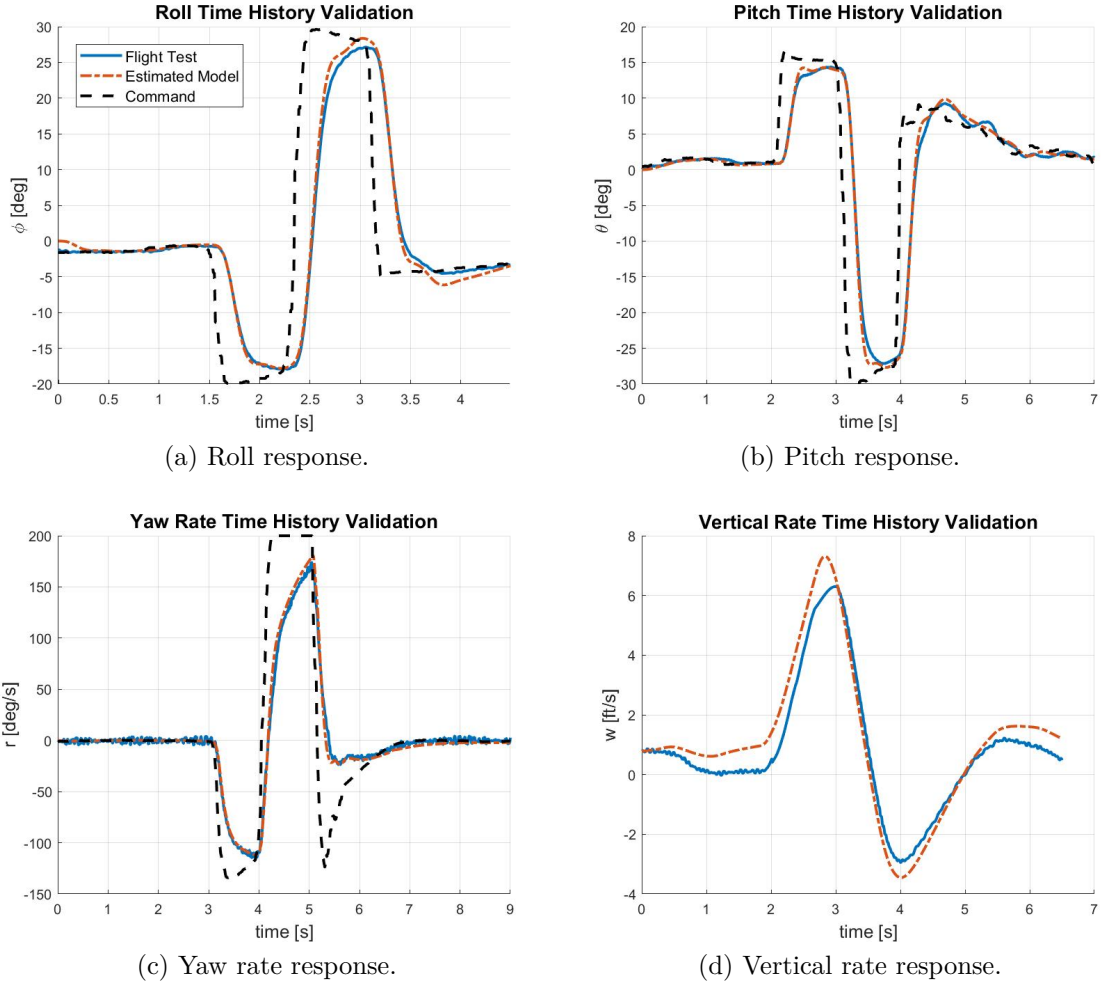 Roll Time History Validation
30
25
20
15
10
5
0
-5
-10
-15
-20
ϕ [deg]
Flight Test
Estimated Model
Command
0 0.5 1 1.5 2 2.5 3 3.5 4
time [s]
(a) Roll response.
Pitch Time History Validation
20
15
10
5
0
-5
-10
-15
-20
-25
-30
θ [deg]
0 1 2 3 4 5 6 7
time [s]
(b) Pitch response.
Yaw Rate Time History Validation
200
150
100
50
0
-50
-100
-150
r [deg/s]
0 1 2 3 4 5 6 7 8 9
time [s]
(c) Yaw rate response.
Vertical Rate Time History Validation
8
6
4
2
0
-2
-4
w[ft/s]
0 1 2 3 4 5 6 7
time [s]
(d) Vertical rate response.